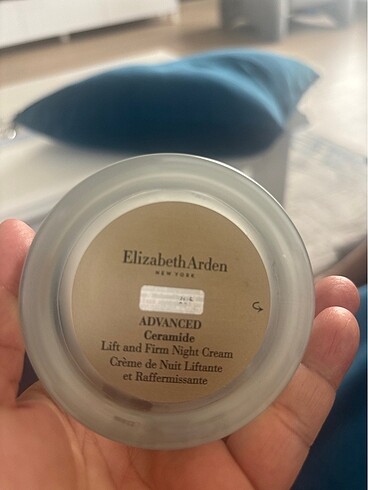 Elizabeth Arden
NEW YORK
ADVANCED
Ceramide
Lift and Firm Night Cream
Crème de Nuit Liftante
et Raffermissante